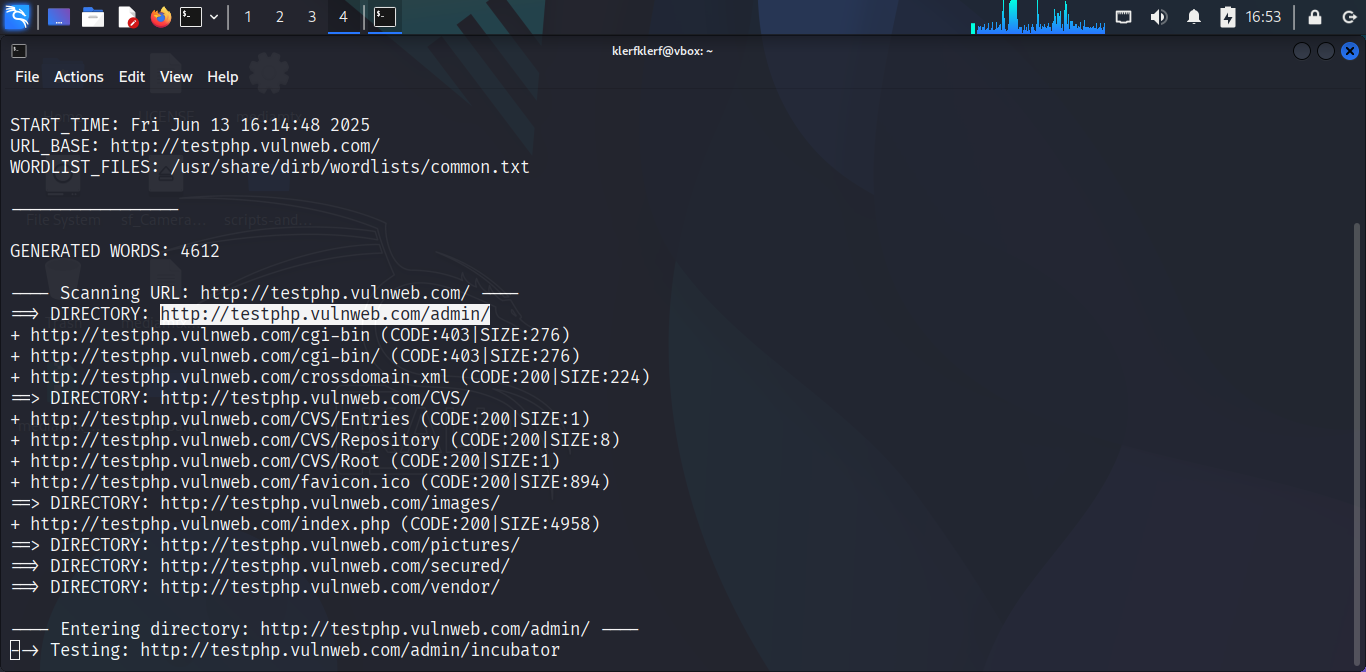 1 2 3 4 16:53
klerfklerf@vbox: ~
File Actions Edit View Help
START_TIME: Fri Jun 13 16:14:48 2025
URL_BASE: http://testphp.vulnweb.com/
WORDLIST_FILES: /usr/share/dirb/wordlists/common.txt
-----------------
File System sf_Camera... scripts-and
GENERATED WORDS: 4612
---- Scanning URL: http://testphp.vulnweb.com/ ----
==> DIRECTORY: http://testphp.vulnweb.com/admin/
+ http://testphp.vulnweb.com/cgi-bin (CODE:403|SIZE:276)
+ http://testphp.vulnweb.com/cgi-bin/ (CODE:403|SIZE:276)
+ http://testphp.vulnweb.com/crossdomain.xml (CODE:200|SIZE:224)
==> DIRECTORY: http://testphp.vulnweb.com/CVS/
+ http://testphp.vulnweb.com/CVS/Entries (CODE:200|SIZE:1)
+ http://testphp.vulnweb.com/CVS/Repository (CODE:200|SIZE:8)
+ http://testphp.vulnweb.com/CVS/Root (CODE:200|SIZE:1)
+ http://testphp.vulnweb.com/favicon.ico (CODE:200|SIZE:894)
==> DIRECTORY: http://testphp.vulnweb.com/images/
+ http://testphp.vulnweb.com/index.php (CODE:200|SIZE:4958)
==> DIRECTORY: http://testphp.vulnweb.com/pictures/
==> DIRECTORY: http://testphp.vulnweb.com/secured/
==> DIRECTORY: http://testphp.vulnweb.com/vendor/
---- Entering directory: http://testphp.vulnweb.com/admin/ ----
--> Testing: http://testphp.vulnweb.com/admin/incubator